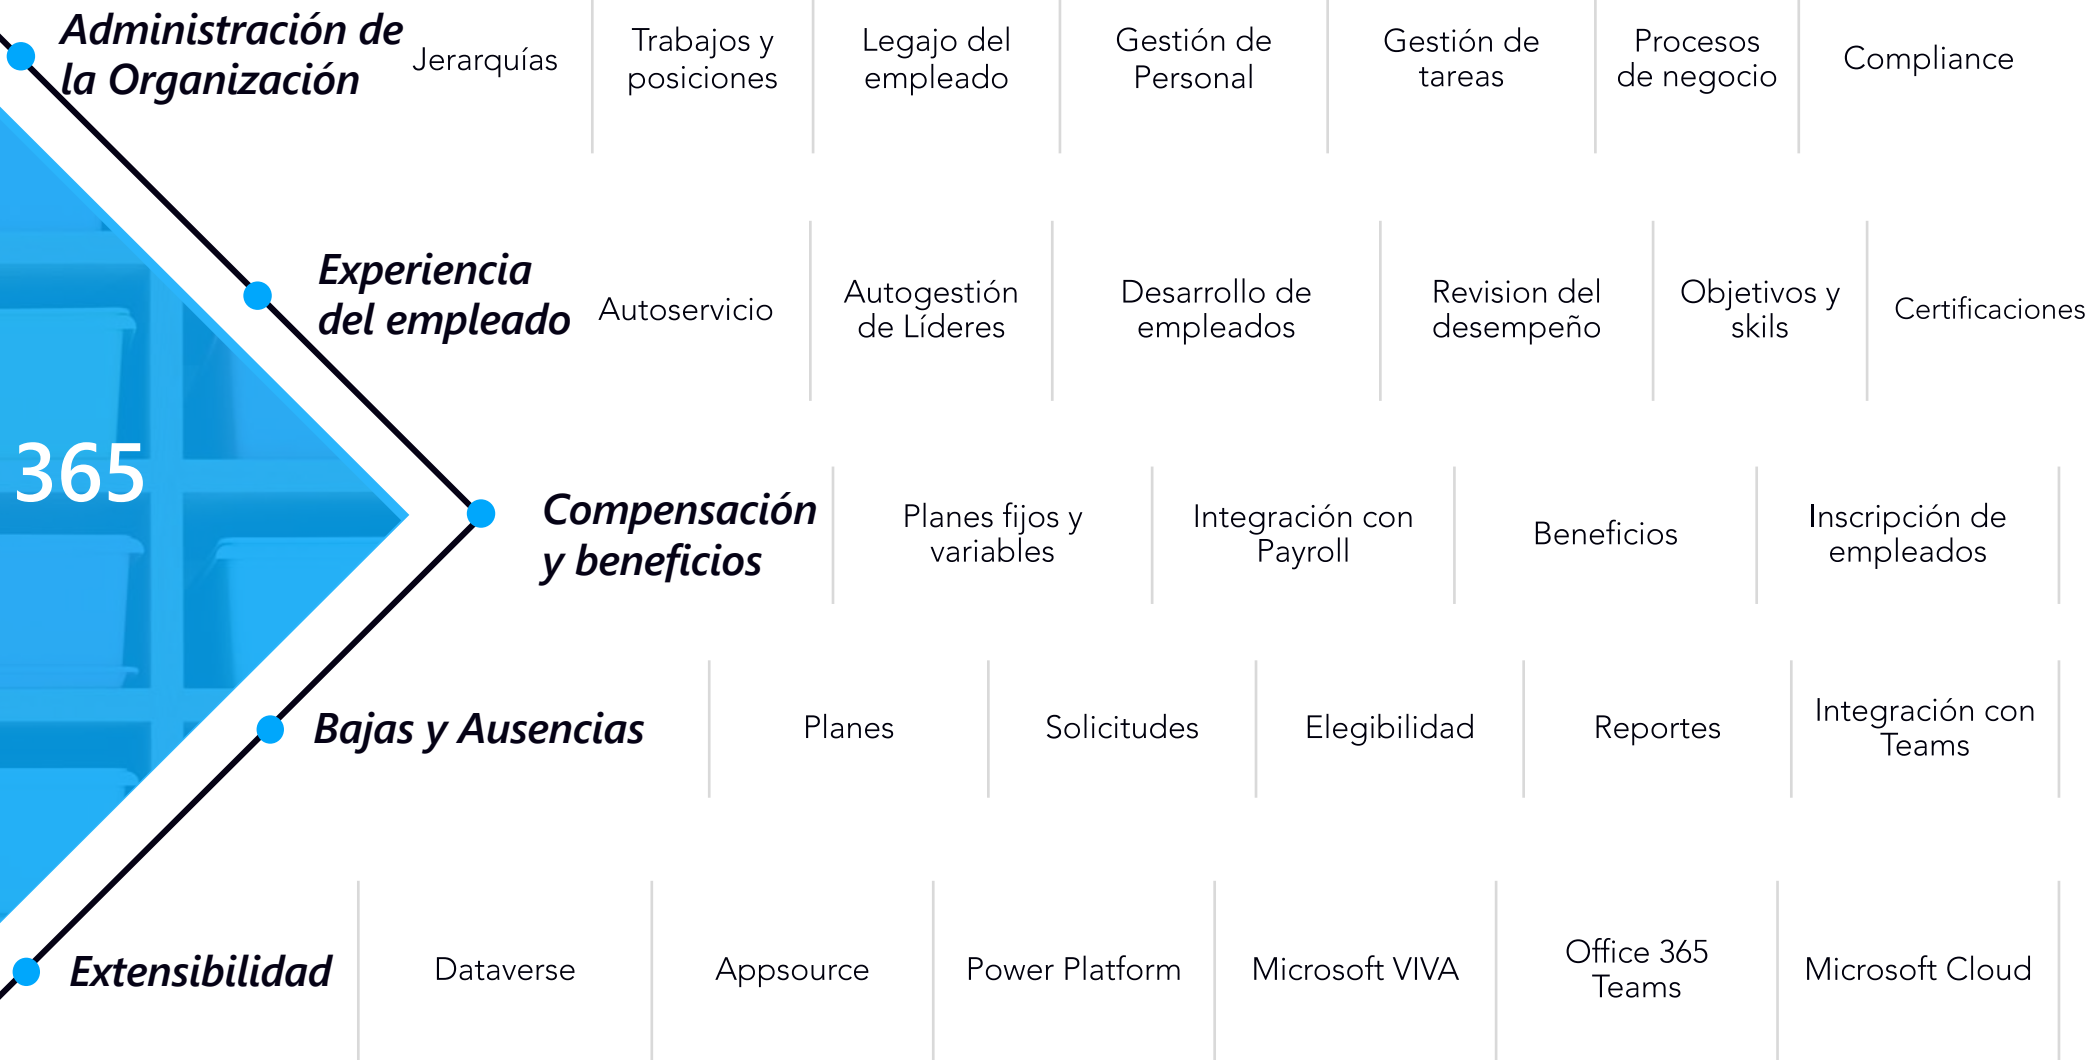 Administración de
la Organización
Jerarquías
Trabajos y
posiciones
Legajo del
empleado
Gestión de
Personal
Gestión de
tareas
Procesos
de negocio
Compliance
Experiencia
del empleado
Autoservicio
Autogestión
de Líderes
Desarrollo de
empleados
Revision del
desempeño
Objetivos y
skils
Certificaciones
365
Compensación
y beneficios
Planes fijos y
variables
Integración con
Payroll
Beneficios
Inscripción de
empleados
Bajas y Ausencias
Planes
Solicitudes
Elegibilidad
Reportes
Integración con
Teams
Extensibilidad
Dataverse
Appsource
Power Platform
Microsoft VIVA
Office 365
Teams
Microsoft Cloud